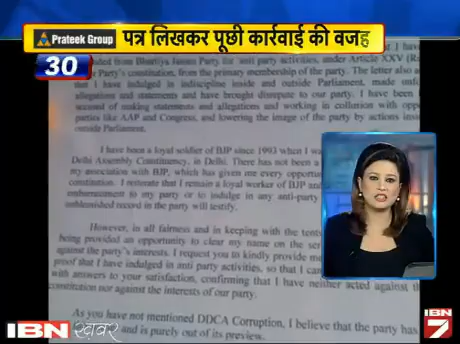 Prateek Group
पत्र लिखकर पूछी कार्रवाई की वजह
30
from Bhartiya Janata Party for anti party activities, under Article XXV
Party's constitution, from the primary membership of the party. The letter also
that I have indulged in indiscipline inside and outside Parliament, made
allegations and statements and have brought disrepute to our party. I have been
account of making statements and allegations and working in collusion with
parties like AAP and Congress, and lowering the image of the party by actions
outside Parliament.
I have been a loyal soldier of BJP since 1993 when I
Delhi Assembly Constituency, in Delhi. There has not been a
my association with BJP, which has given me every
constitution. I reiterate that I remain a loyal worker of BJP and
embarrassment to my party or to indulge in any anti-party
unblemished record in the party will testify.
However, in all fairness and in keeping with the
being provided an opportunity to clear my name on the
against the party's interests. I request you to kindly provide me
proof that I have indulged in anti party activities, so that I
with answers to your satisfaction, confirming that I have neither acted against
constitution nor against the interests of our party.
As you have not mentioned DDCA Corruption, I believe that the party has
and is purely out of its preview.
IBN खबर
IBN 7